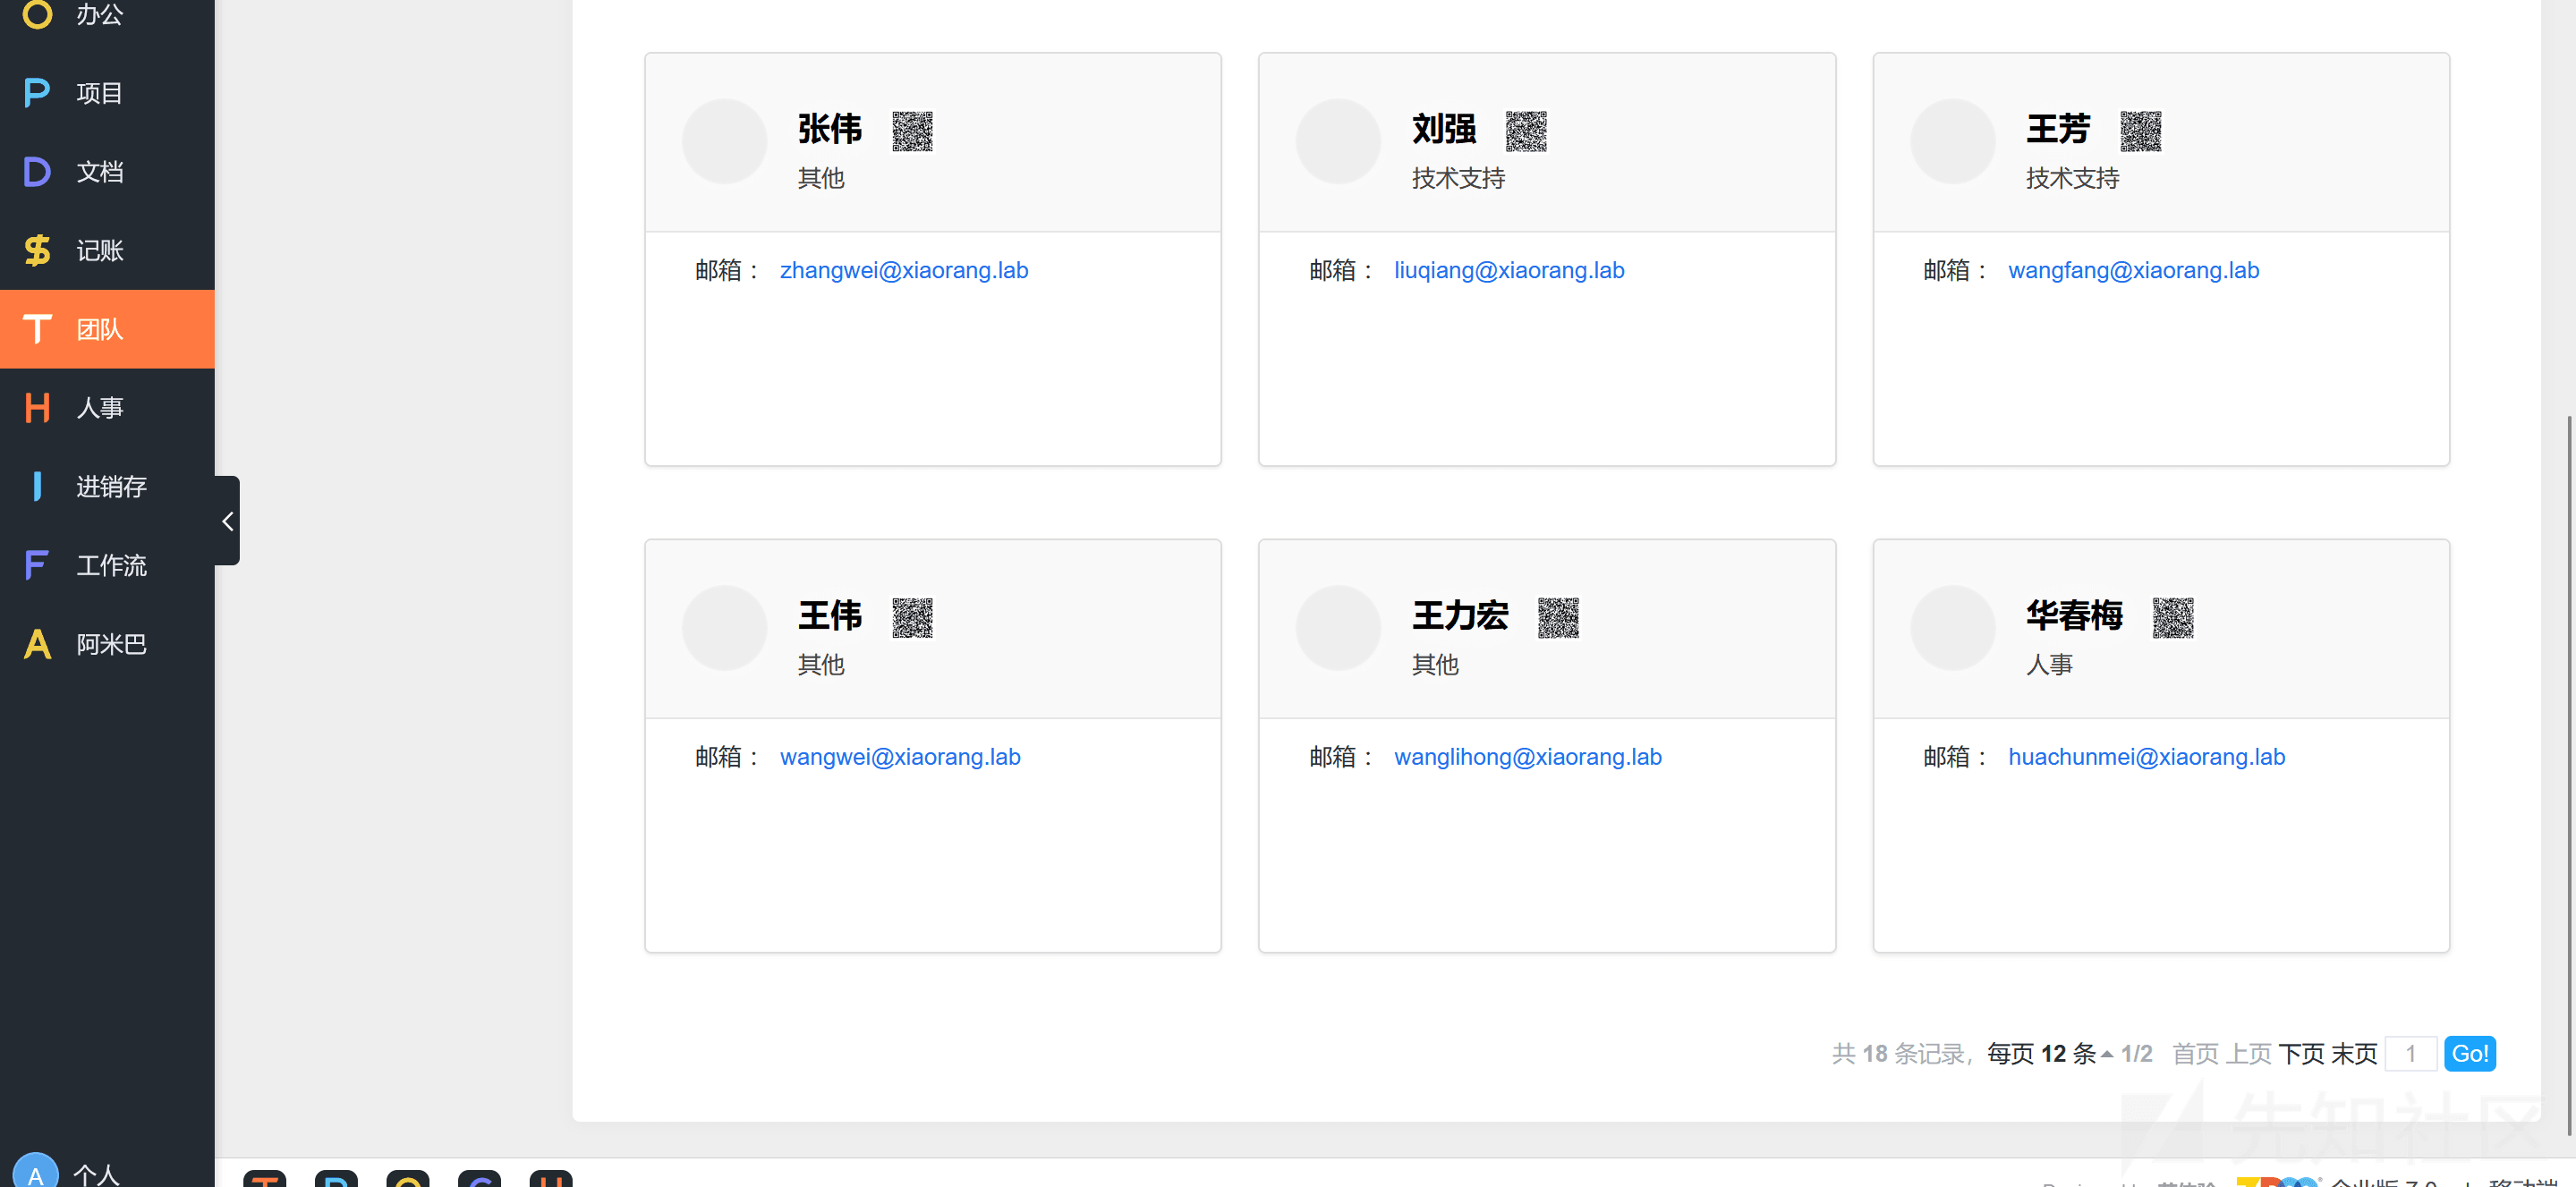 办公
项目
文档
记账
团队
人事
进销存
工作流
阿米巴
A 个人
张伟
其他
邮箱： zhangwei@xiaorang.lab
刘强
技术支持
邮箱： liuqiang@xiaorang.lab
王芳
技术支持
邮箱： wangfang@xiaorang.lab
王伟
其他
邮箱： wangwei@xiaorang.lab
王力宏
其他
邮箱： wanglihong@xiaorang.lab
华春梅
人事
邮箱： huachunmei@xiaorang.lab
共 18 条记录， 每页 12 条 1/2 首页 上页 下页 末页 1 Go!
先知社区